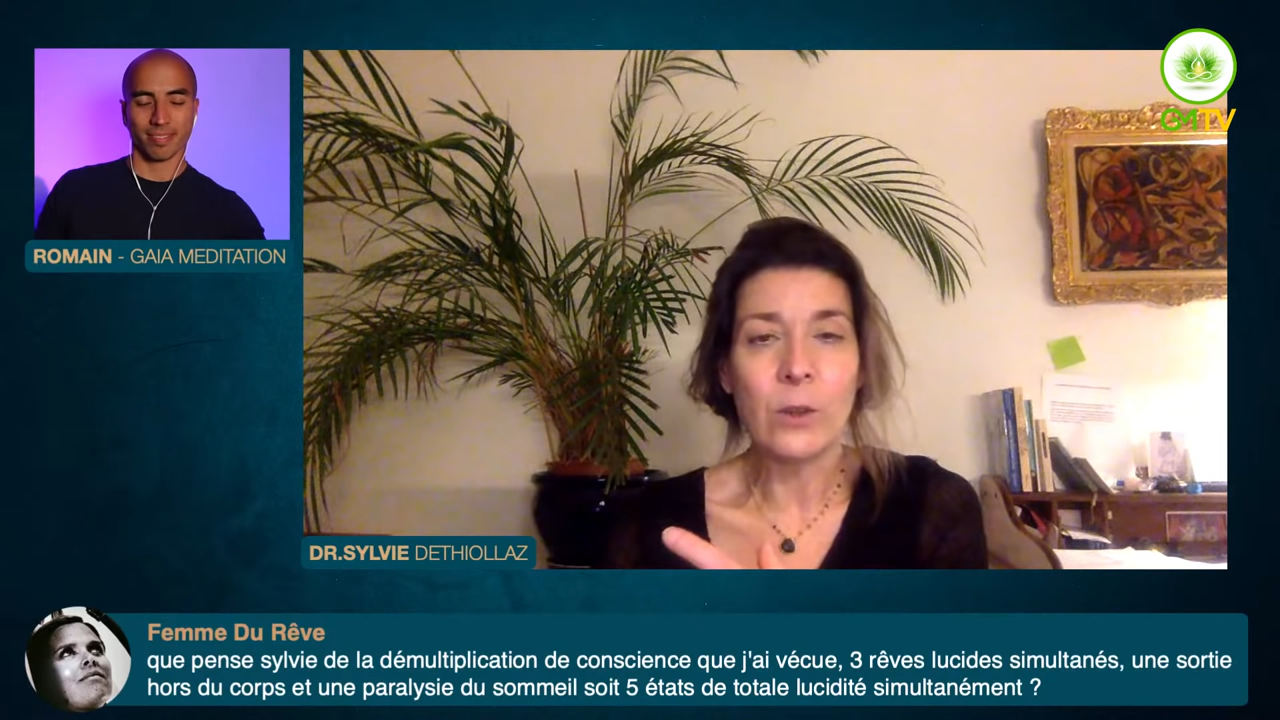 GMTV
ROMAIN - GAIA MEDITATION
DR.SYLVIE DETHIOLLAZ
Femme Du Rêve
que pense sylvie de la démultiplication de conscience que j'ai vécue, 3 rêves lucides simultanés, une sortie
hors du corps et une paralysie du sommeil soit 5 états de totale lucidité simultanément ?